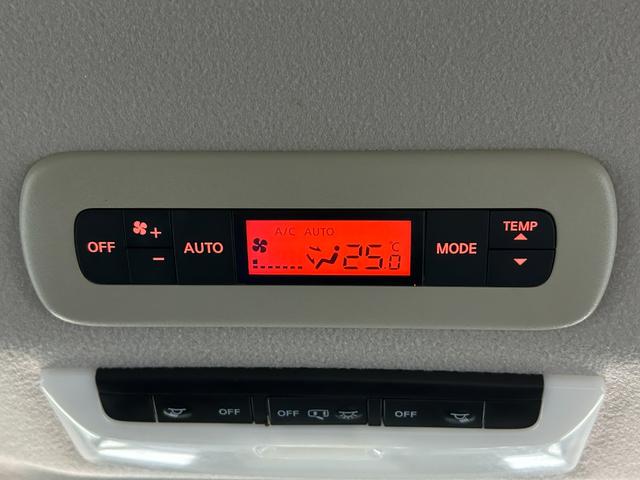 A/C AUTO
OFF + - AUTO 25.0 °C MODE TEMP
OFF OFF OFF